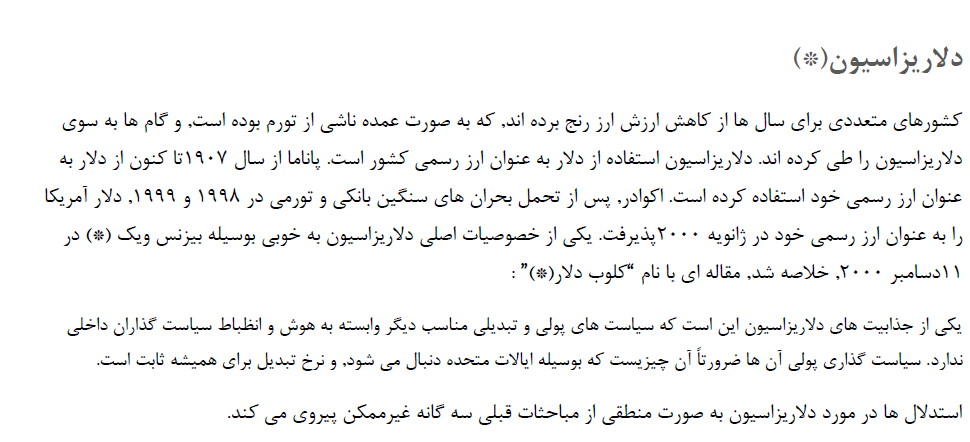 دلاریزاسیون(※)
کشورهای متعددی برای سال ها از کاهش ارزش ارز رنج برده اند, که به صورت عمده ناشی از تورم بوده است, و گام ها به سوی
دلاریزاسیون را طی کرده اند. دلاریزاسیون استفاده از دلار به عنوان ارز رسمی کشور است. پاناما از سال ۱۹۰۷تا کنون از دلار به
عنوان ارز رسمی خود استفاده کرده است. اکوادر, پس از تحمل بحران های سنگین بانکی و تورمی در ۱۹۹۸ و ۱۹۹۹, دلار آمریکا
را به عنوان ارز رسمی خود در ژانویه ۲۰۰۰پذیرفت. یکی از خصوصیات اصلی دلاریزاسیون به خوبی بوسیله بیزنس ویک (※) در
۱۱دسامبر ۲۰۰۰, خلاصه شد, مقاله ای با نام “کلوب دلار(※)” :
یکی از جذابیت های دلاریزاسیون این است که سیاست های پولی و تبدیلی مناسب دیگر وابسته به هوش و انظباط سیاست گذاران داخلی
ندارد. سیاست گذاری پولی آن ها ضرورتاً آن چیزیست که بوسیله ایالات متحده دنبال می شود, و نرخ تبدیل برای همیشه ثابت است.
استدلال ها در مورد دلاریزاسیون به صورت منطقی از مباحثات قبلی سه گانه غیرممکن پیروی می کند.